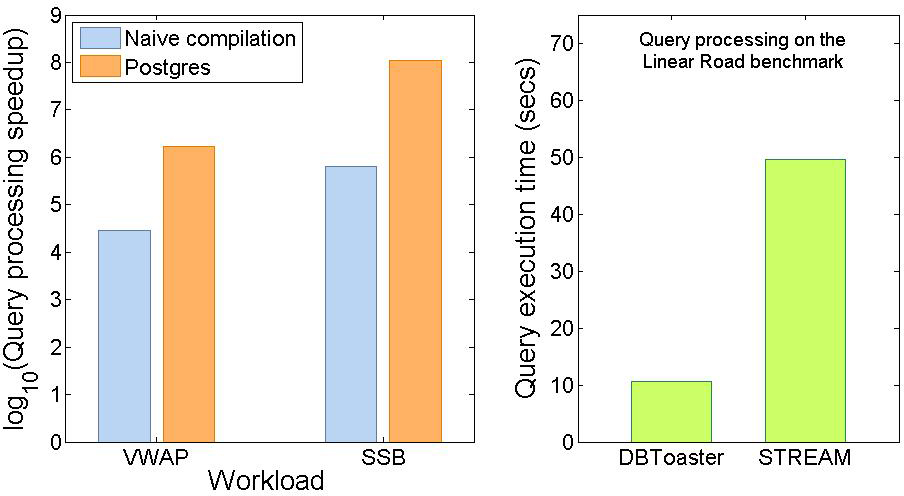 9
8
7
6
5
4
3
2
1
0
log10(Query processing speedup)
Naive compilation
Postgres
VWAP
SSB
Workload
70
60
50
40
30
20
10
0
Query execution time (secs)
Query processing on the
Linear Road benchmark
DBToaster
STREAM